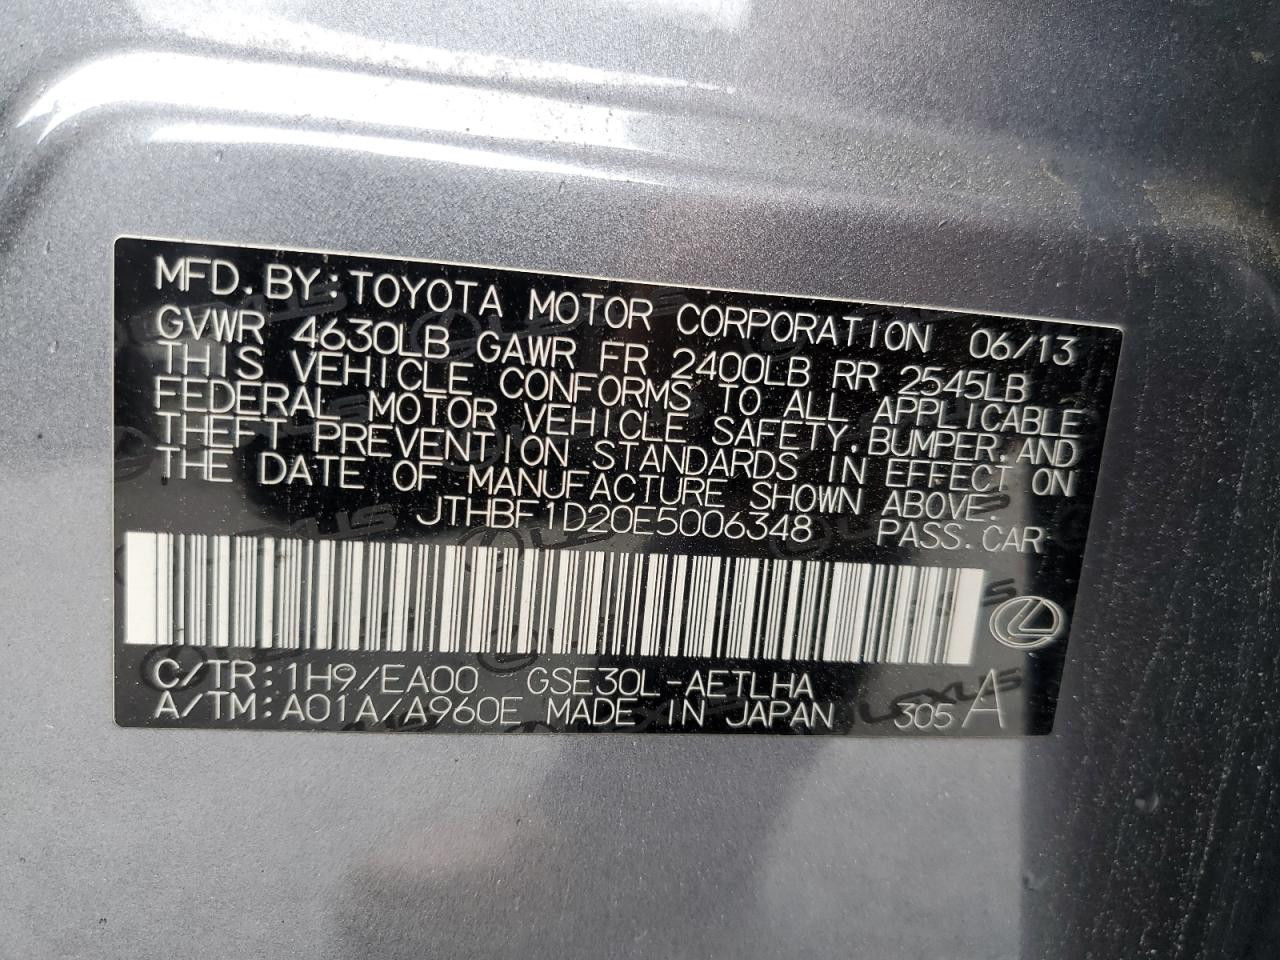 MFD.BY:TOYOTA MOTOR CORPORATION 06/13
GVWR 4630LB GAWR FR 2400LB RR 2545LB
THIS VEHICLE CONFORMS TO ALL APPLICABLE
FEDERAL MOTOR VEHICLE SAFETY,BUMPER,AND
THEFT PREVENTION STANDARDS IN EFFECT ON
THE DATE OF MANUFACTURE SHOWN ABOVE.
JTHBF1D20E5006348 PASS.CAR
C/TR:1H9/EA00 GSE30L-AETLHA
A/TM:A01A/A960E MADE IN JAPAN 305 A